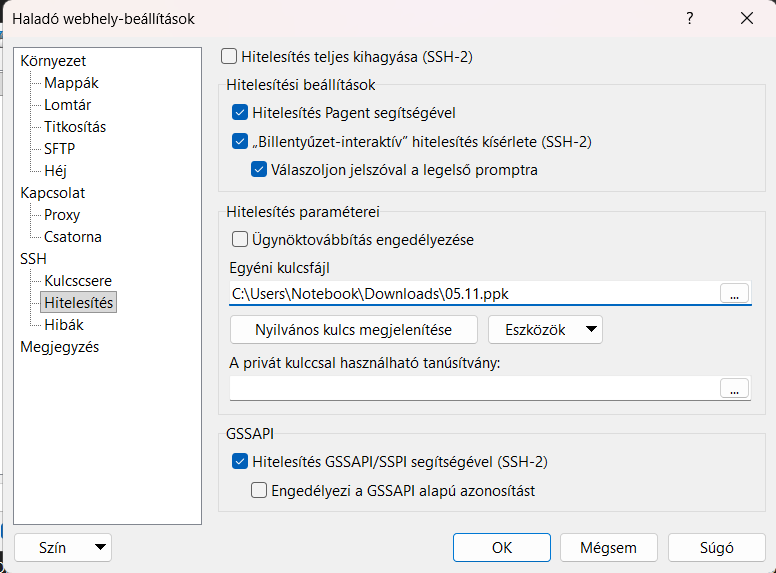 Haladó webhely-beállítások
?
Környezet
Mappák
Lomtár
Titkosítás
SFTP
Héj
Kapcsolat
Proxy
Csatorna
SSH
Kulcscsere
Hitelesítés
Hibák
Megjegyzés
Hitelesítés teljes kihagyása (SSH-2)
Hitelesítési beállítások
Hitelesítés Pagent segítségével
„Billentyűzet-interaktív” hitelesítés kísérlete (SSH-2)
Válaszoljon jelszóval a legelső promptra
Hitelesítés paraméterei
Ügynöktovábbítás engedélyezése
Egyéni kulcsfájl
C:\Users\Notebook\Downloads\05.11.ppk
...
Nyilvános kulcs megjelenítése
Eszközök
A privát kulccsal használható tanúsítvány:
...
GSSAPI
Hitelesítés GSSAPI/SSPI segítségével (SSH-2)
Engedélyezi a GSSAPI alapú azonosítást
Szín
OK
Mégsem
Súgó